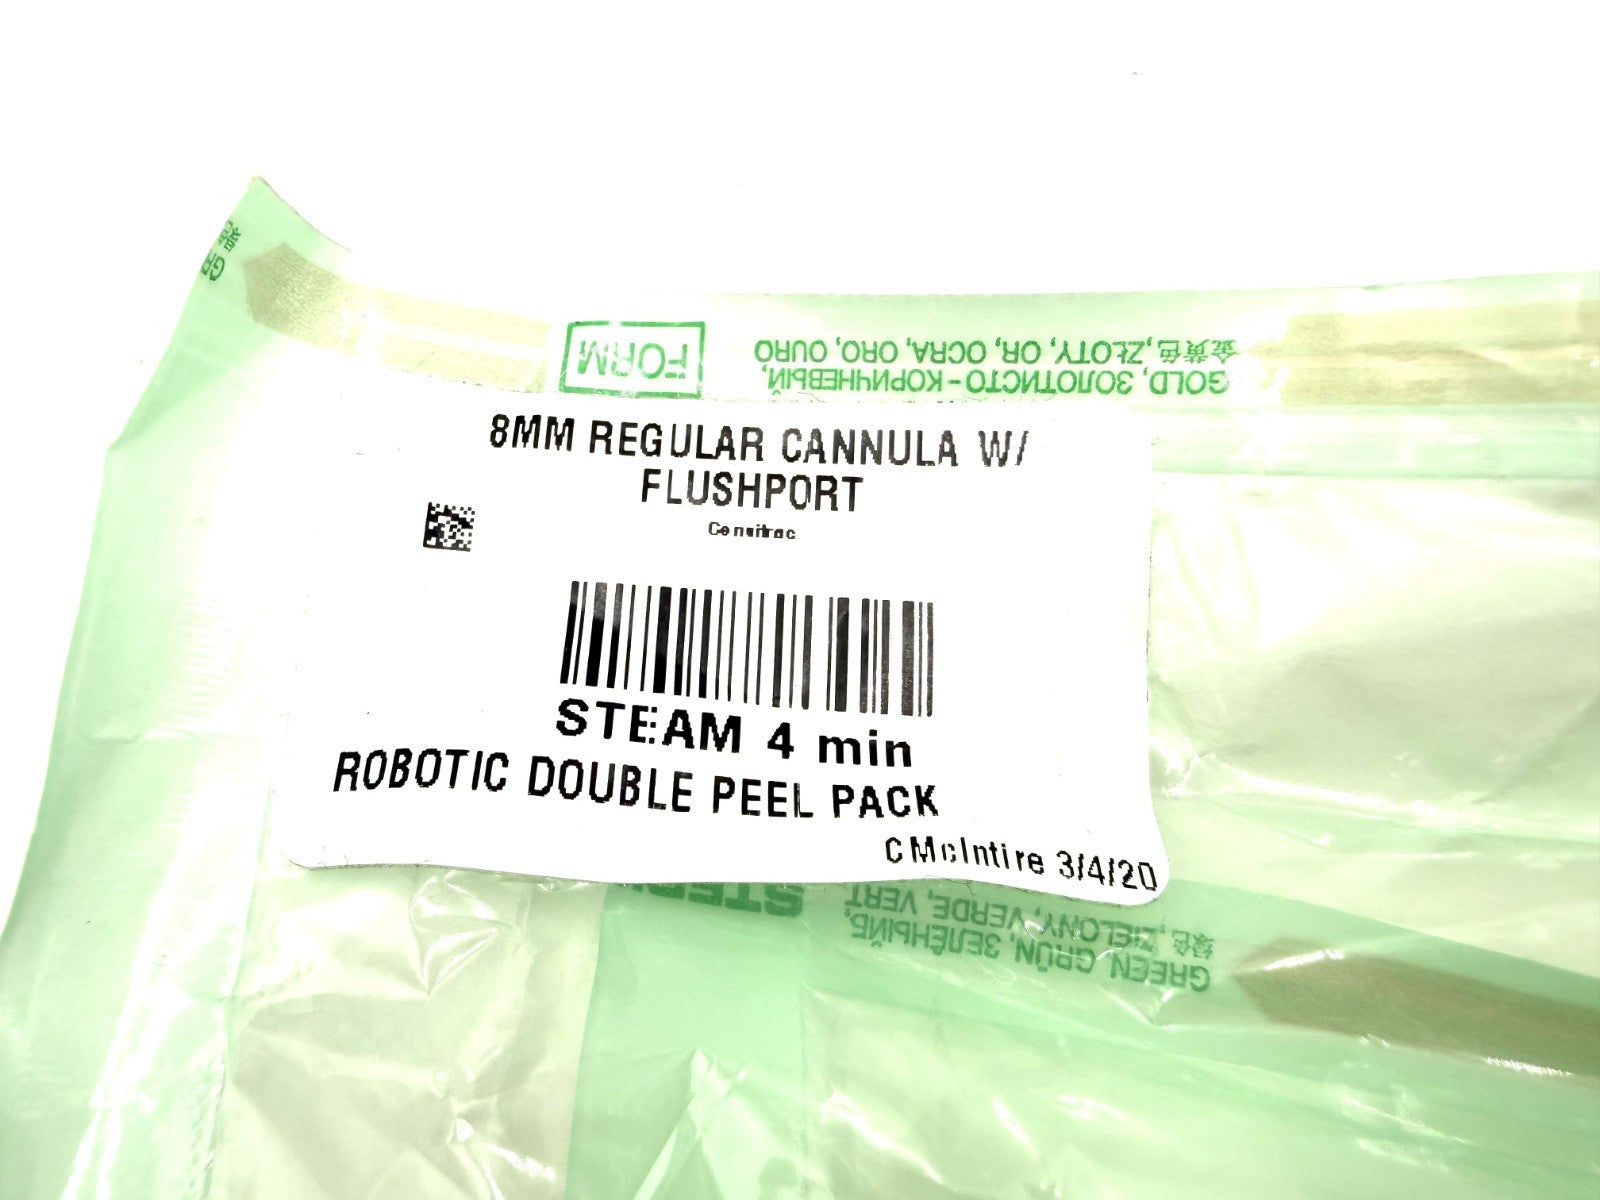 8MM REGULAR CANNULA W/
FLUSHPORT
Censitrac
STEAM 4 min
ROBOTIC DOUBLE PEEL PACK
C McIntire 3/4/20
GOLD, ЗОЛОТИСТО-КОРИЧНЕВЫЙ,
金黄色, ZŁOTY, OR, OCRA, ORO, OURO
FORM
GREEN, GRÜN, ЗЕЛЁНЫЙ,
绿色, ZIELONY, VERDE, VERT